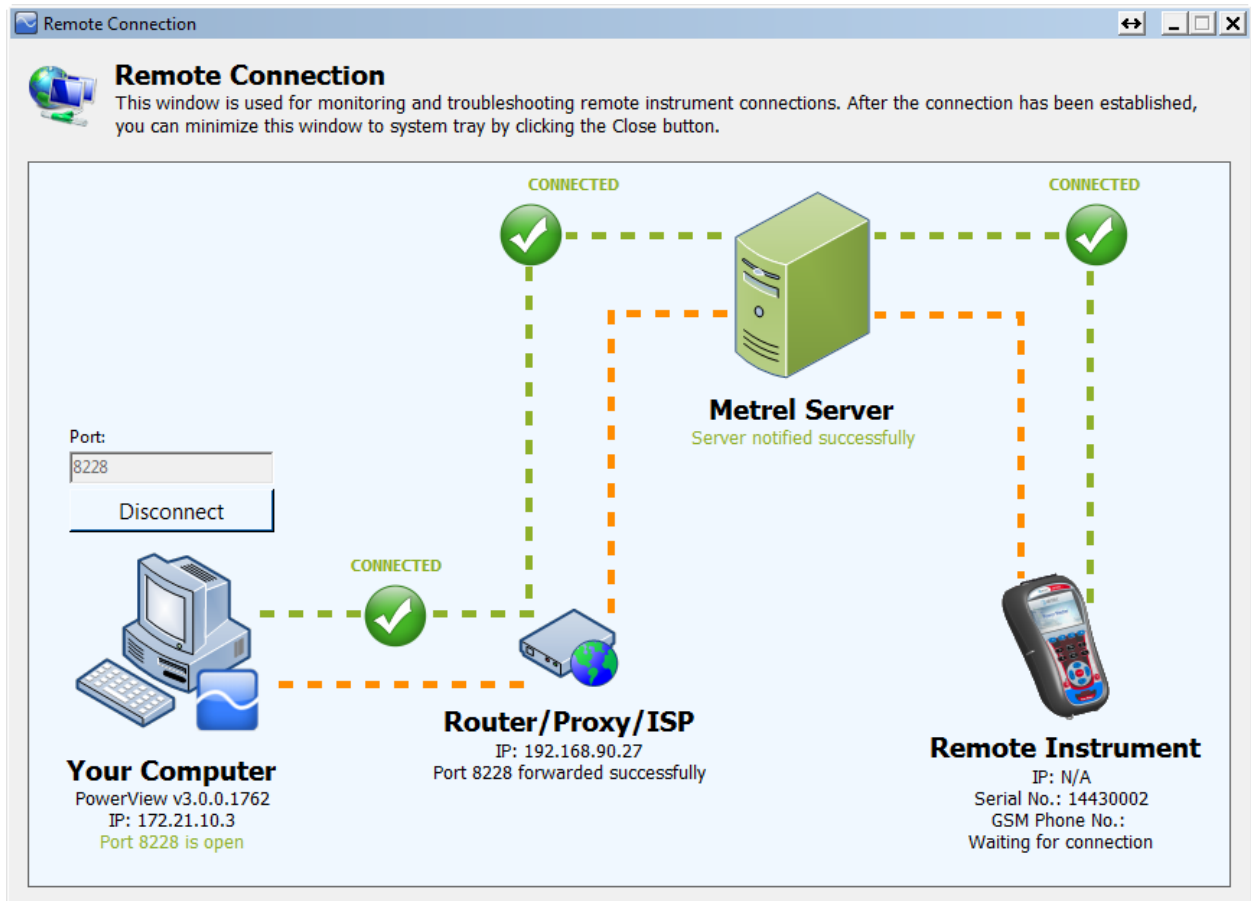 Remote Connection
Remote Connection
This window is used for monitoring and troubleshooting remote instrument connections. After the connection has been established,
you can minimize this window to system tray by clicking the Close button.
CONNECTED
CONNECTED
Metrel Server
Server notified successfully
Port:
8228
Disconnect
CONNECTED
Router/Proxy/ISP
IP: 192.168.90.27
Port 8228 forwarded successfully
Your Computer
PowerView v3.0.0.1762
IP: 172.21.10.3
Port 8228 is open
Remote Instrument
IP: N/A
Serial No.: 14430002
GSM Phone No.:
Waiting for connection